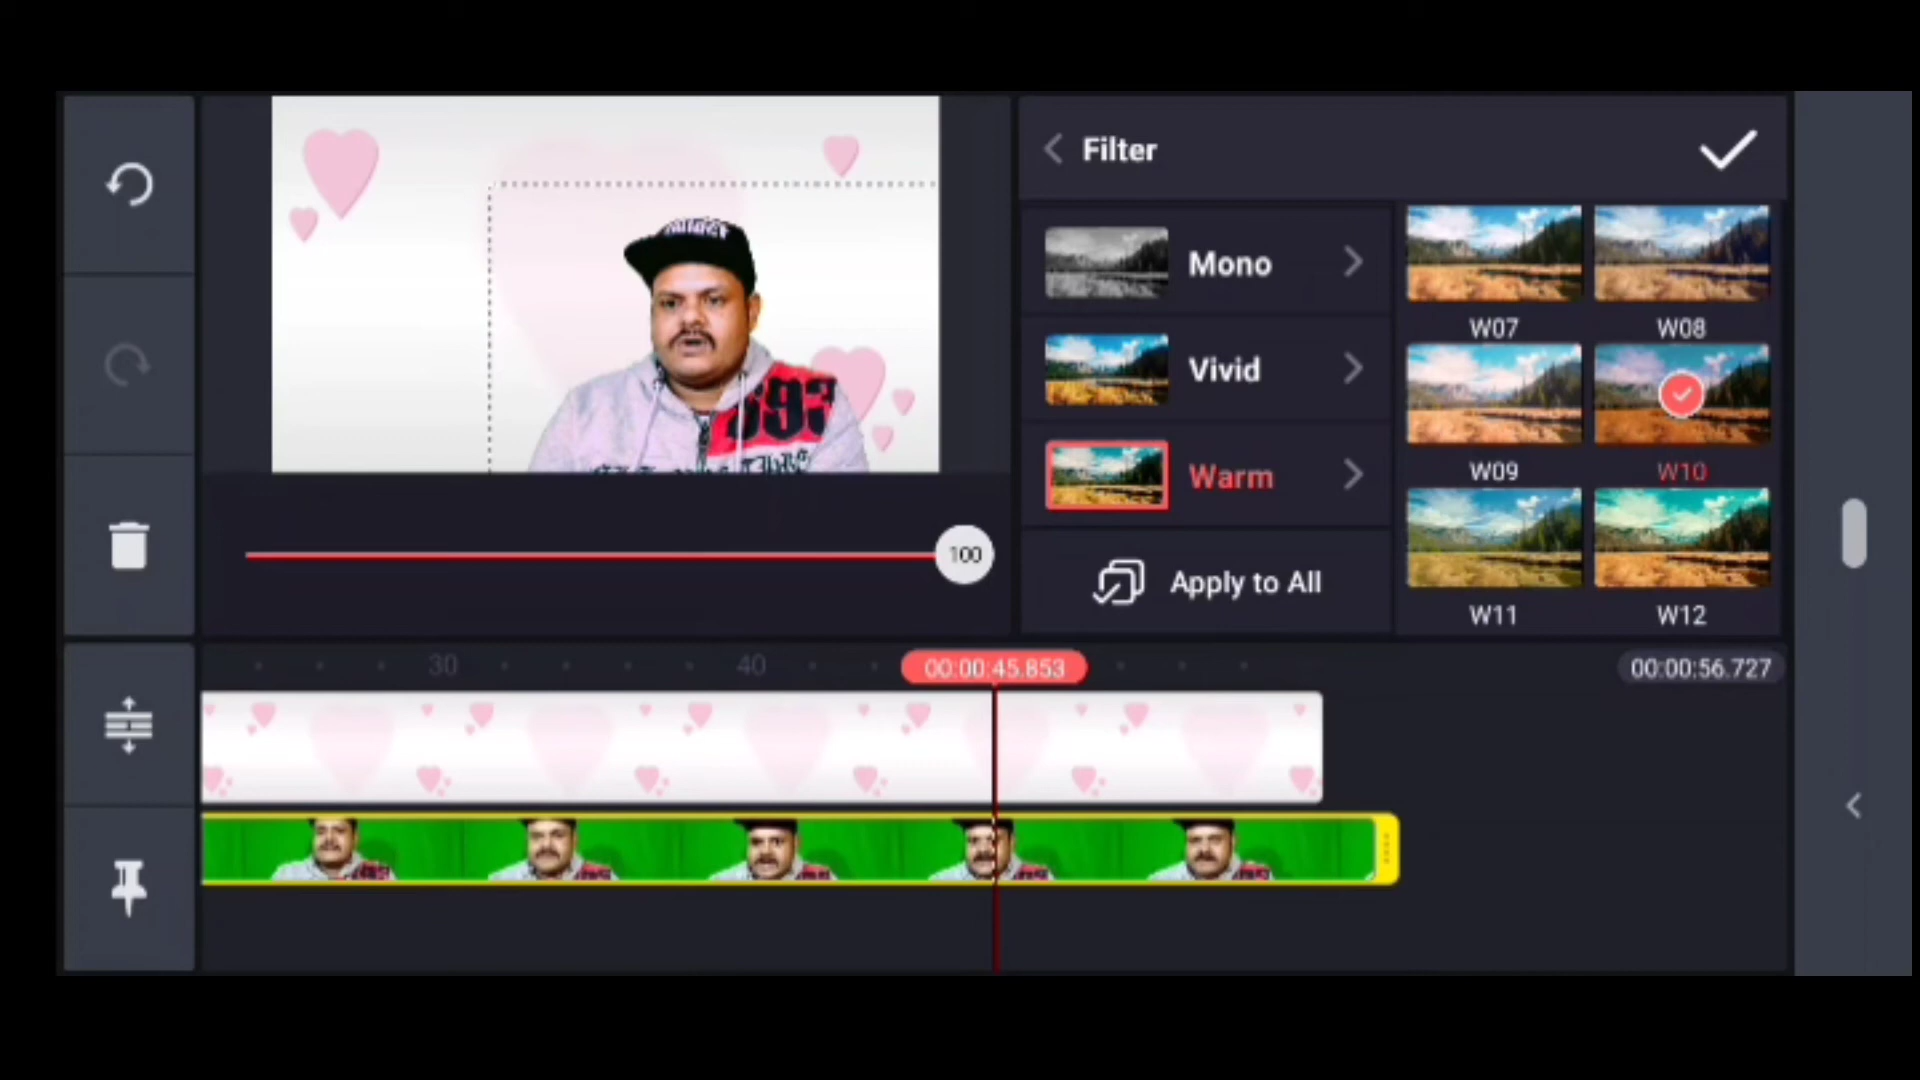 Filter
Mono
Vivid
Warm
Apply to All
W07
W08
W09
W10
W11
W12
100
393
30
40
00:00:45.853
00:00:56.727